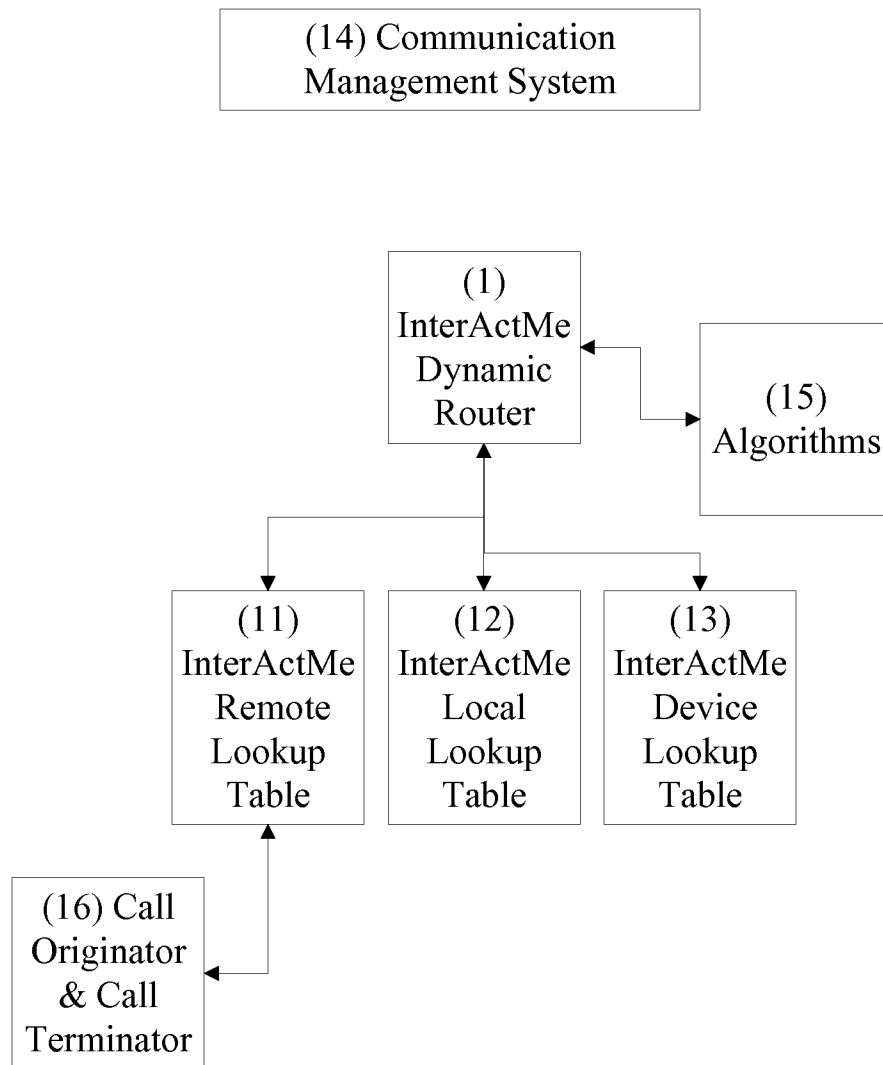 (14) Communication
Management System
(1)
InterActMe
Dynamic
Router
(15)
Algorithms
(11)
InterActMe
Remote
Lookup
Table
(12)
InterActMe
Local
Lookup
Table
(13)
InterActMe
Device
Lookup
Table
(16) Call
Originator
& Call
Terminator